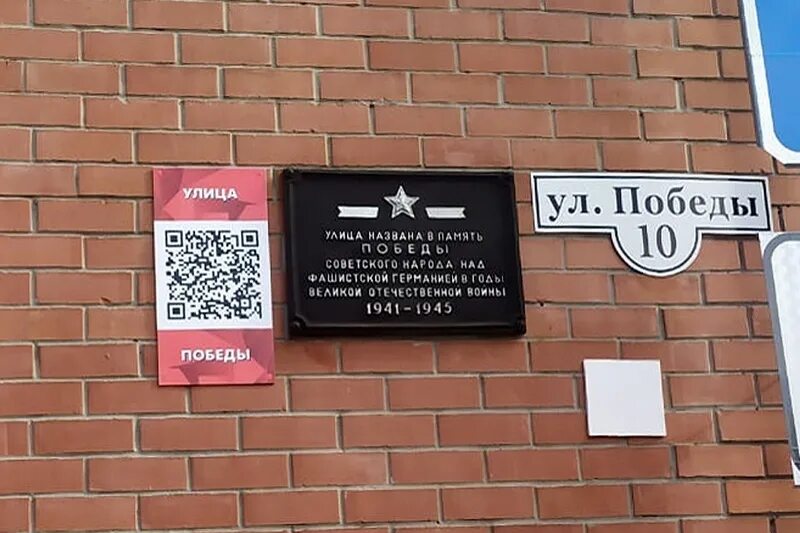 УЛИЦА
ПОБЕДЫ
УЛИЦА НАЗВАНА В ПАМЯТЬ
ПОБЕДЫ
СОВЕТСКОГО НАРОДА НАД
ФАШИСТСКОЙ ГЕРМАНИЕЙ В ГОДЫ
ВЕЛИКОЙ ОТЕЧЕСТВЕННОЙ ВОЙНЫ
1941-1945
ул. Победы
10